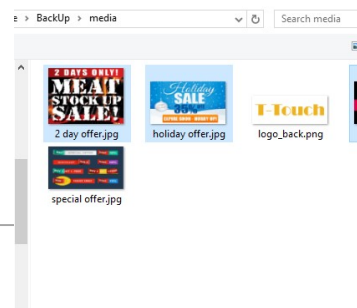 BackUp > media
Search media
2 DAYS ONLY!
MEAT
STOCK UP
SALE!
Holiday
SALE
35%
T-Touch
2 day offer.jpg
holiday offer.jpg
logo_back.png
special offer.jpg